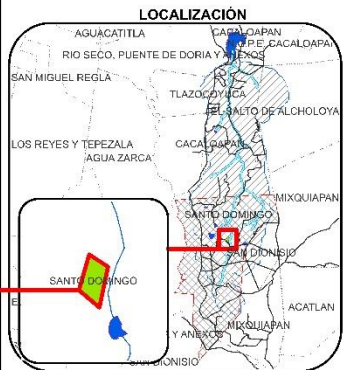 LOCALIZACIÓN
AGUACATITLA
CACALOAPAN
RIO SECO, PUENTE DE DORIA Y ANEXOS
SAN MIGUEL REGLA
TLAZOCOYUCA
EL SALTO DE ALCHOLOYA
LOS REYES Y TEPEZALA
CACALOAPAN
AGUA ZARCA
MIXQUIAPAN
SANTO DOMINGO
SAN DIONISIO
SANTO DOMINGO
ACATLAN
Y ANEXOS
MIXQUIAPAN
SAN DIONISIO